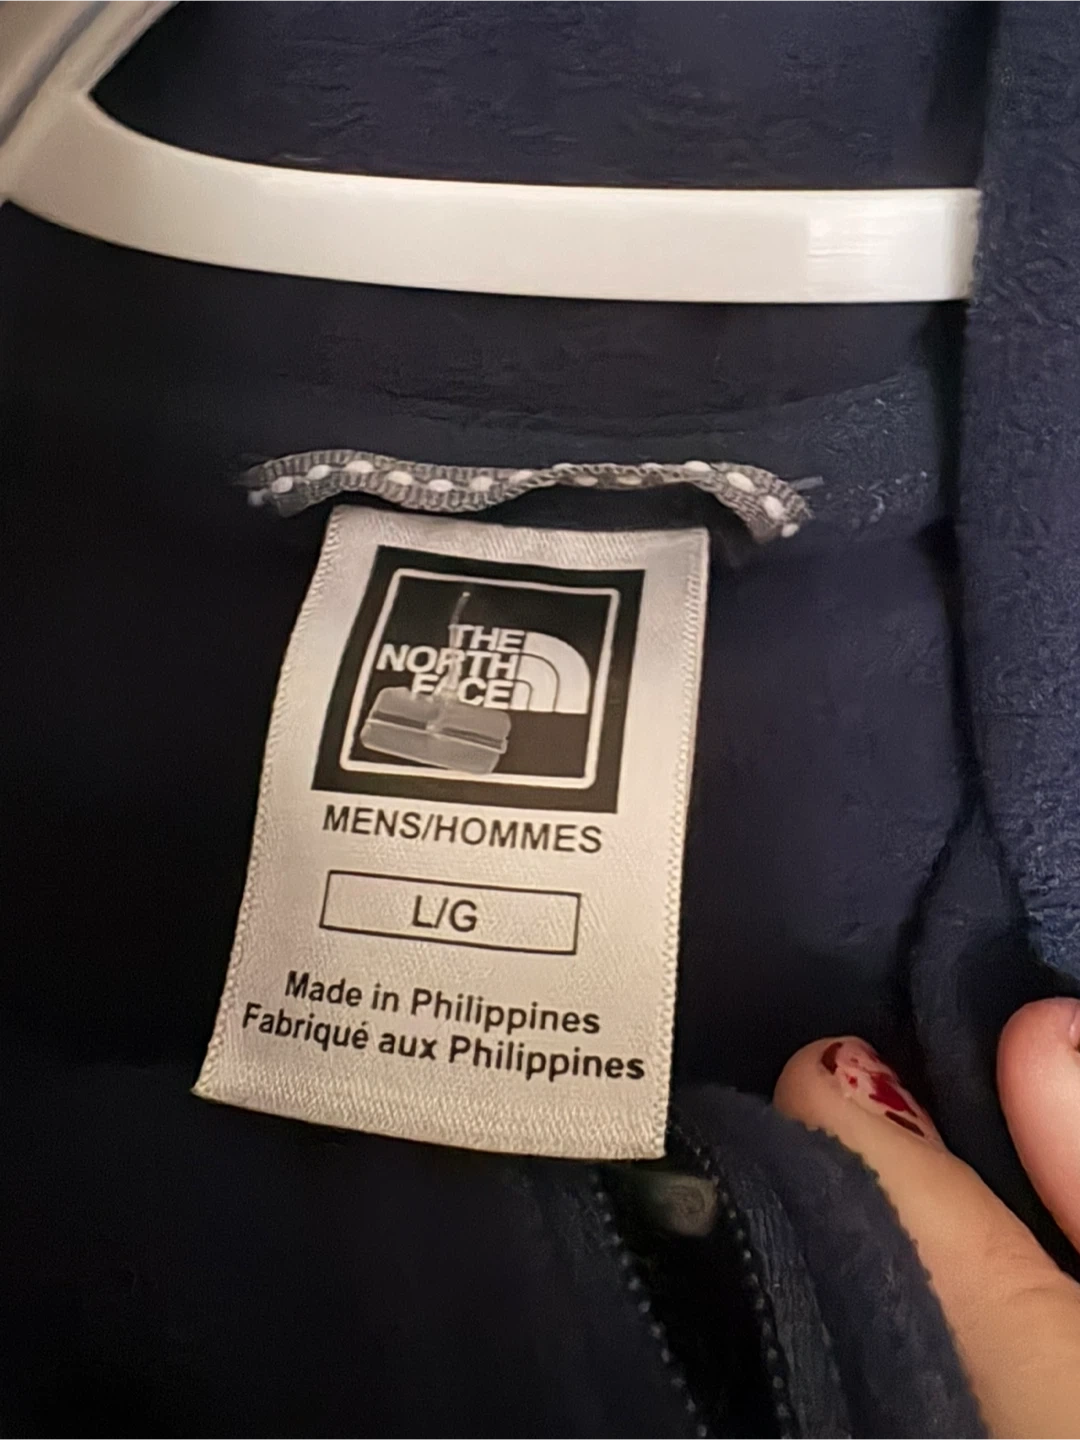 THE
NORTH
FACE
MENS/HOMMES
L/G
Made in Philippines
Fabriqué aux Philippines